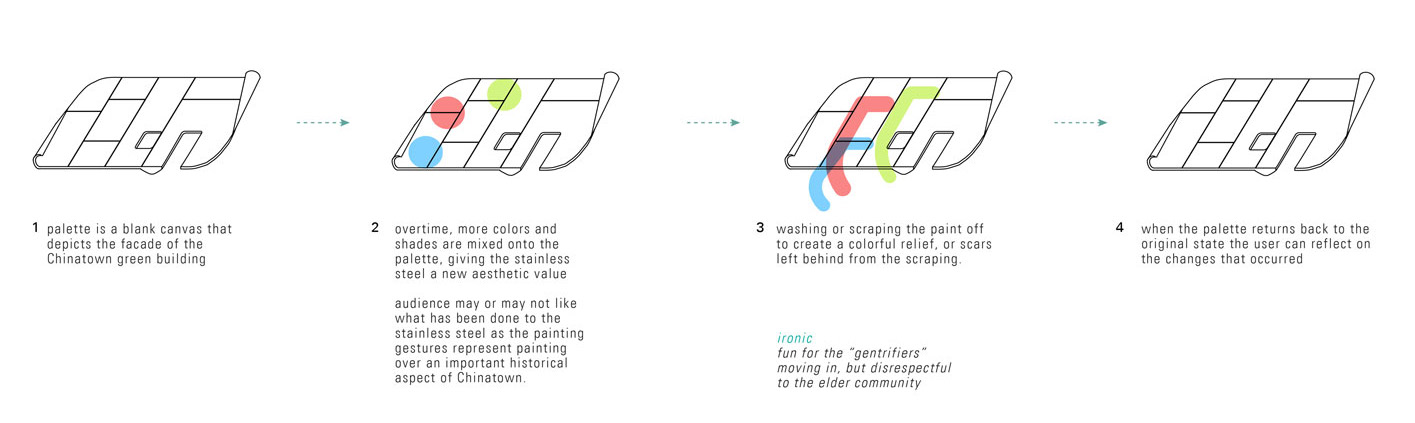 1 palette is a blank canvas that
depicts the facade of the
Chinatown green building
2 overtime, more colors and
shades are mixed onto the
palette, giving the stainless
steel a new aesthetic value
audience may or may not like
what has been done to the
stainless steel as the painting
gestures represent painting
over an important historical
aspect of Chinatown.
3 washing or scraping the paint off
to create a colorful relief, or scars
left behind from the scraping.
ironic
fun for the “gentrifiers”
moving in, but disrespectful
to the elder community
4 when the palette returns back to the
original state the user can reflect on
the changes that occurred